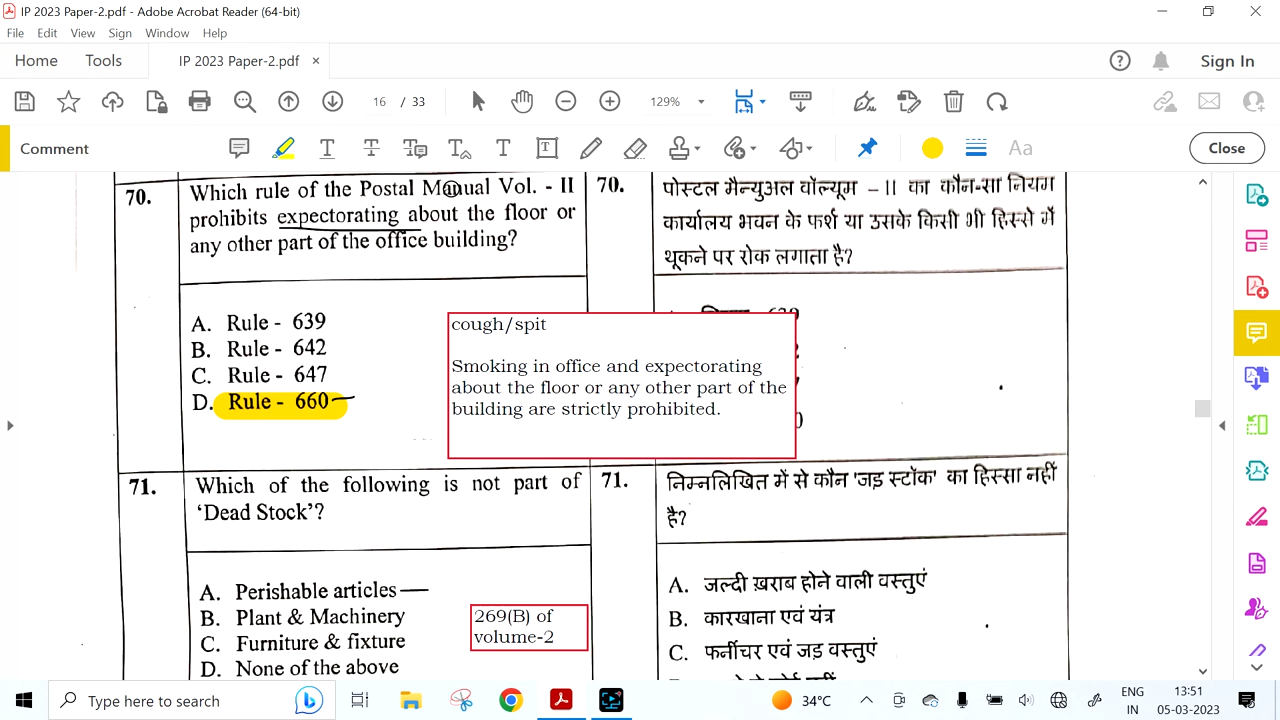 IP 2023 Paper-2.pdf - Adobe Acrobat Reader (64-bit)
File Edit View Sign Window Help
Home Tools IP 2023 Paper-2.pdf × Sign In
16 / 33 129%
Comment Aa Close
70. Which rule of the Postal Manual Vol. - II
prohibits expectorating about the floor or
any other part of the office building?
A. Rule - 639
B. Rule - 642
C. Rule - 647
D. Rule - 660
70. पोस्टल मैन्युअल वॉल्यूम – II का कौन-सा नियम
कार्यालय भवन के फर्श या उसके किसी भी हिस्से में
थूकने पर रोक लगाता है?
cough/spit
Smoking in office and expectorating
about the floor or any other part of the
building are strictly prohibited.
71. Which of the following is not part of
‘Dead Stock’?
A. Perishable articles
B. Plant & Machinery
C. Furniture & fixture
D. None of the above
269(B) of
volume-2
71. निम्नलिखित में से कौन 'जड़ स्टॉक' का हिस्सा नहीं
है?
A. जल्दी ख़राब होने वाली वस्तुएं
B. कारखाना एवं यंत्र
C. फर्नीचर एवं जड़ वस्तुएं
Type here to search
34°C
ENG
IN
13:51
05-03-2023